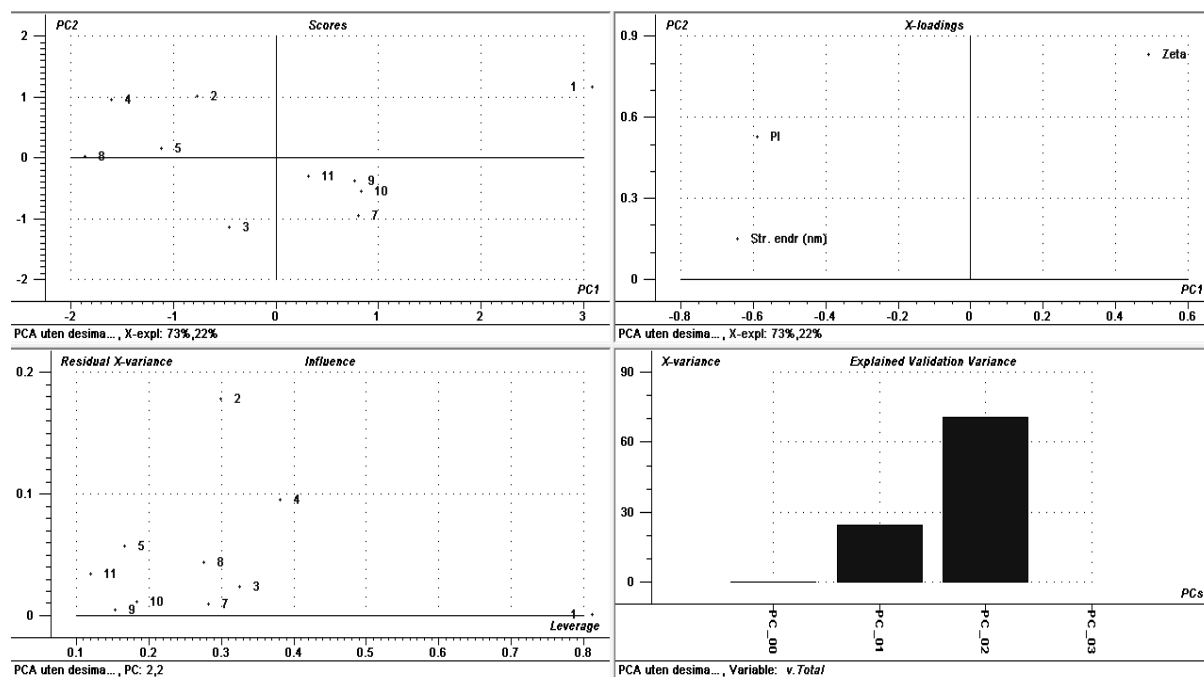 PC2 Scores
2
1
0
-1
-2
1
4
2
8
5
11
9
10
7
3
PC1
-2 -1 0 1 2 3
PCA uten desima..., X-expl: 73%,22%
PC2 X-loadings
0.9
0.6
0.3
0
Zeta
PI
Str. endr (nm)
PC1
-0.8 -0.6 -0.4 -0.2 0 0.2 0.4 0.6
PCA uten desima..., X-expl: 73%,22%
Residual X-variance Influence
0.2
0.1
0
2
4
5
8
11
3
9
10
7
1
Leverage
0.1 0.2 0.3 0.4 0.5 0.6 0.7 0.8
PCA uten desima..., PC: 2,2
X-variance Explained Validation Variance
90
60
30
0
PCs
PC_00
PC_01
PC_02
PC_03
PCA uten desima..., Variable: v.Total